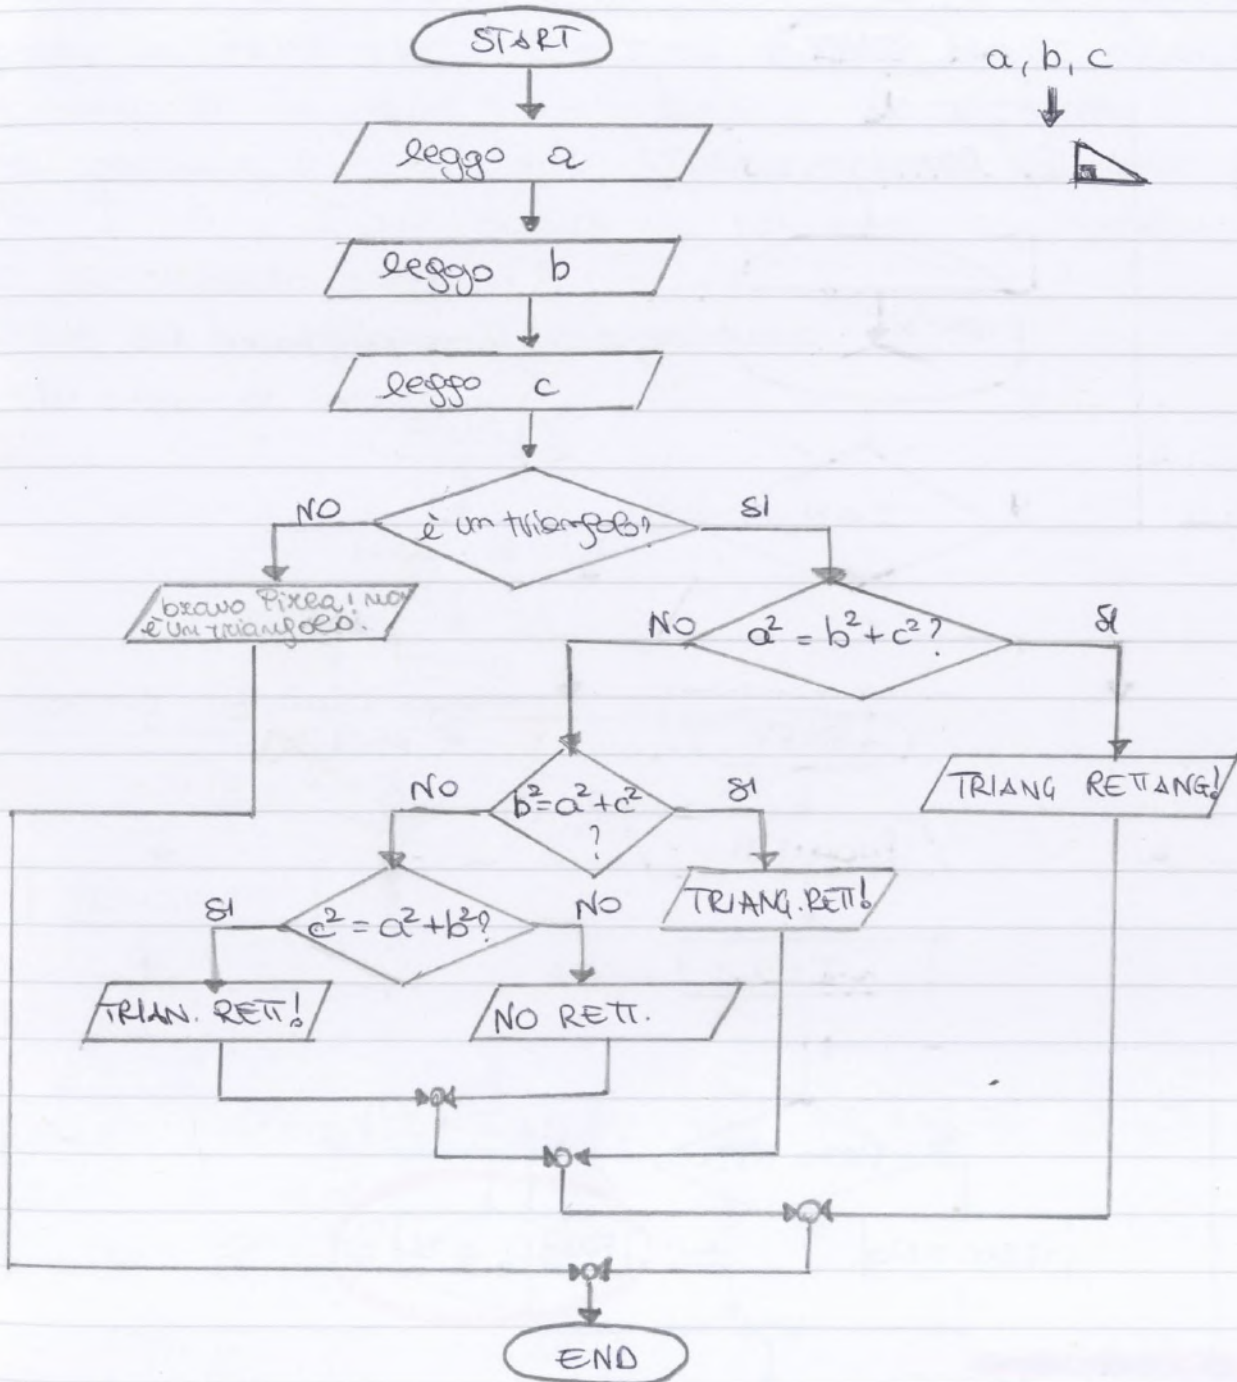 START
a, b, c
leggo a
leggo b
leggo c
NO
è un triangolo?
SI
bravo Pirla! non
è un triangolo.
NO
a² = b² + c²?
SI
TRIANG RETTANG!
NO
b² = a² + c²
?
SI
TRIANG. RETT!
SI
c² = a² + b²?
NO
TRIAN. RETT!
NO RETT.
END